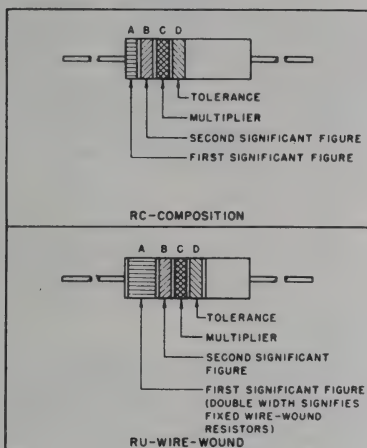 A B C D
TOLERANCE
MULTIPLIER
SECOND SIGNIFICANT FIGURE
FIRST SIGNIFICANT FIGURE
RC-COMPOSITION
A B C D
TOLERANCE
MULTIPLIER
SECOND SIGNIFICANT
FIGURE
FIRST SIGNIFICANT FIGURE
(DOUBLE WIDTH SIGNIFIES
FIXED WIRE-WOUND
RESISTORS)
RU-WIRE-WOUND